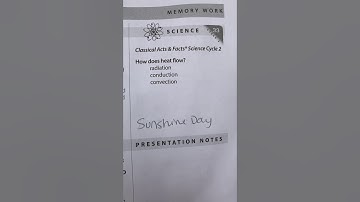 MEMORY WORK
SCIENCE
Classical Acts & Facts® Science Cycle 2
How does heat flow?
radiation
conduction
convection
Sunshine Day
PRESENTATION NOTES